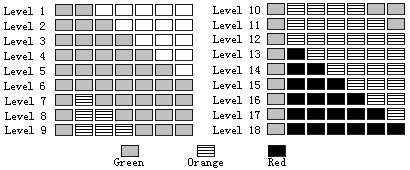 Level 1
Level 2
Level 3
Level 4
Level 5
Level 6
Level 7
Level 8
Level 9
Level 10
Level 11
Level 12
Level 13
Level 14
Level 15
Level 16
Level 17
Level 18
Green
Orange
Red